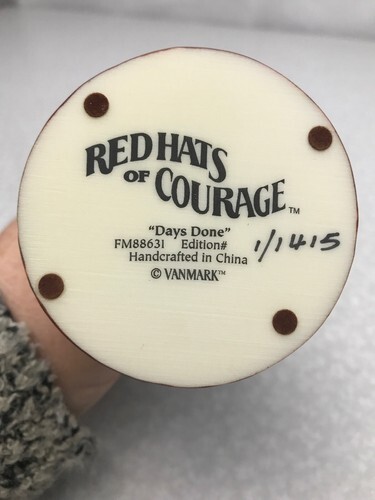 RED HATS
OF COURAGE™
"Days Done"
FM88631 Edition# 1/1415
Handcrafted in China
© VANMARK™